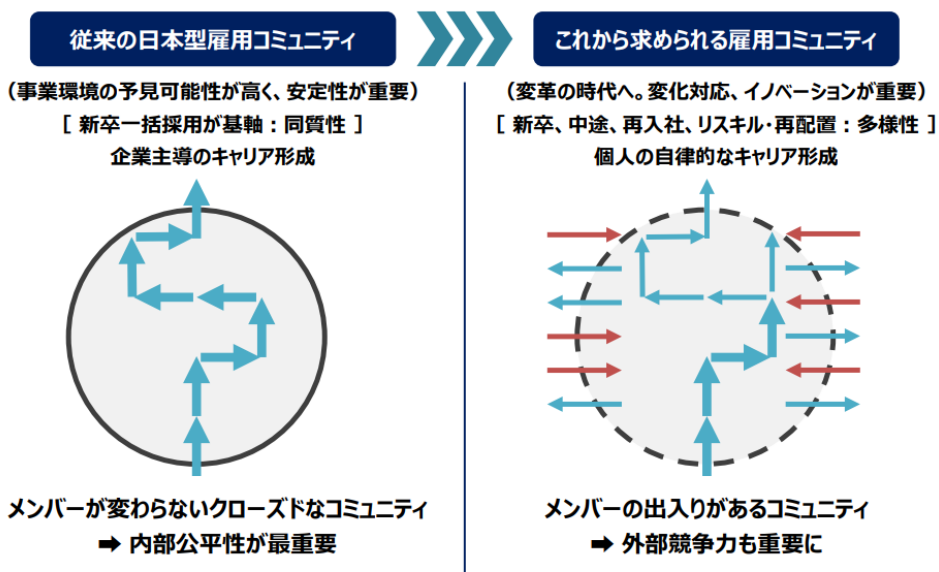 従来の日本型雇用コミュニティ
(事業環境の予見可能性が高く、安定性が重要)
[ 新卒一括採用が基軸:同質性 ]
企業主導のキャリア形成
メンバーが変わらないクローズドなコミュニティ
➡ 内部公平性が最重要
これから求められる雇用コミュニティ
(変革の時代へ。変化対応、イノベーションが重要)
[ 新卒、中途、再入社、リスキル・再配置:多様性 ]
個人の自律的なキャリア形成
メンバーの出入りがあるコミュニティ
➡ 外部競争力も重要に